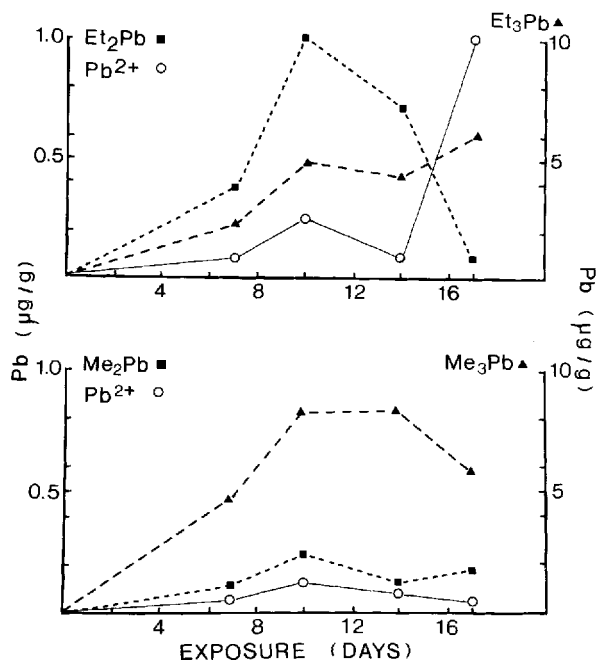 Et₃Pb ▲
1.0
Et₂Pb ■
10
Pb²⁺ ○
0.5
5
4
8
12
16
Pb (μg/g)
Pb (μg/g)
1.0
Me₂Pb ■
Me₃Pb ▲
10
Pb²⁺ ○
0.5
5
4
8
12
16
EXPOSURE (DAYS)